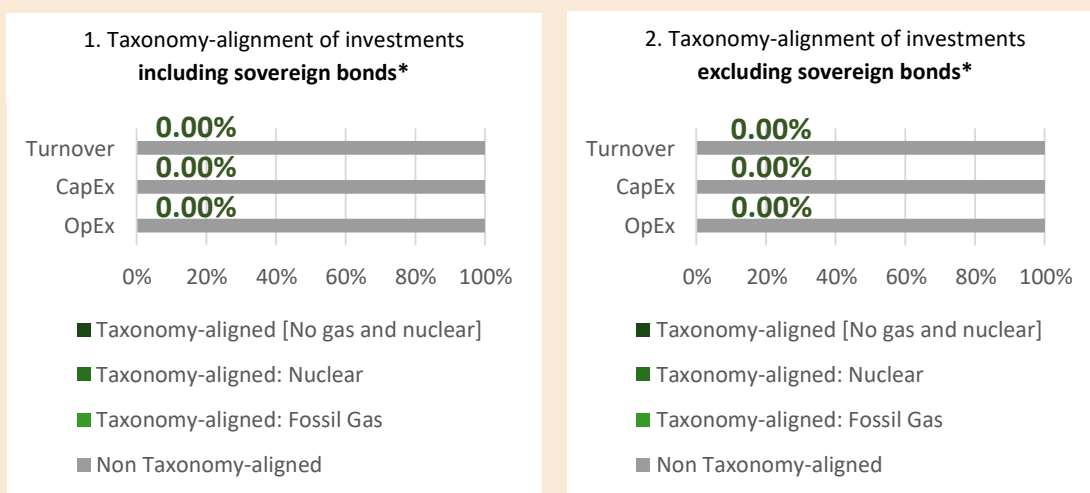 1. Taxonomy-alignment of investments
including sovereign bonds*
0.00%
Turnover
0.00%
CapEx
0.00%
OpEx
0% 20% 40% 60% 80% 100%
Taxonomy-aligned [No gas and nuclear]
Taxonomy-aligned: Nuclear
Taxonomy-aligned: Fossil Gas
Non Taxonomy-aligned
2. Taxonomy-alignment of investments
excluding sovereign bonds*
0.00%
Turnover
0.00%
CapEx
0.00%
OpEx
0% 20% 40% 60% 80% 100%
Taxonomy-aligned [No gas and nuclear]
Taxonomy-aligned: Nuclear
Taxonomy-aligned: Fossil Gas
Non Taxonomy-aligned